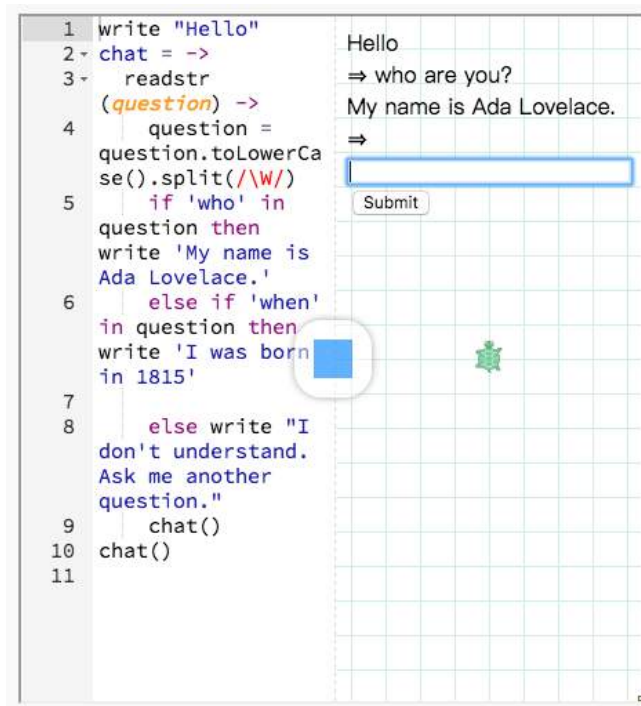 1 write "Hello"
2 chat = ->
3 readstr
(question) ->
4 question =
question.toLowerCa
se().split(/\W/)
5 if 'who' in
question then
write 'My name is
Ada Lovelace.'
6 else if 'when'
in question then
write 'I was born
in 1815'
7
8 else write "I
don't understand.
Ask me another
question."
9 chat()
10 chat()
11
Hello
⇒ who are you?
My name is Ada Lovelace.
⇒
Submit